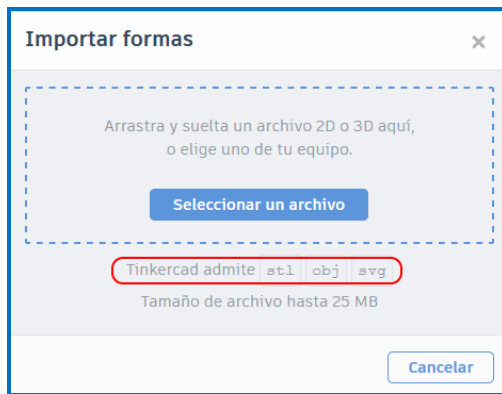 Importar formas
Arrastra y suelta un archivo 2D o 3D aquí,
o elige uno de tu equipo.
Seleccionar un archivo
Tinkercad admite stl obj svg
Tamaño de archivo hasta 25 MB
Cancelar